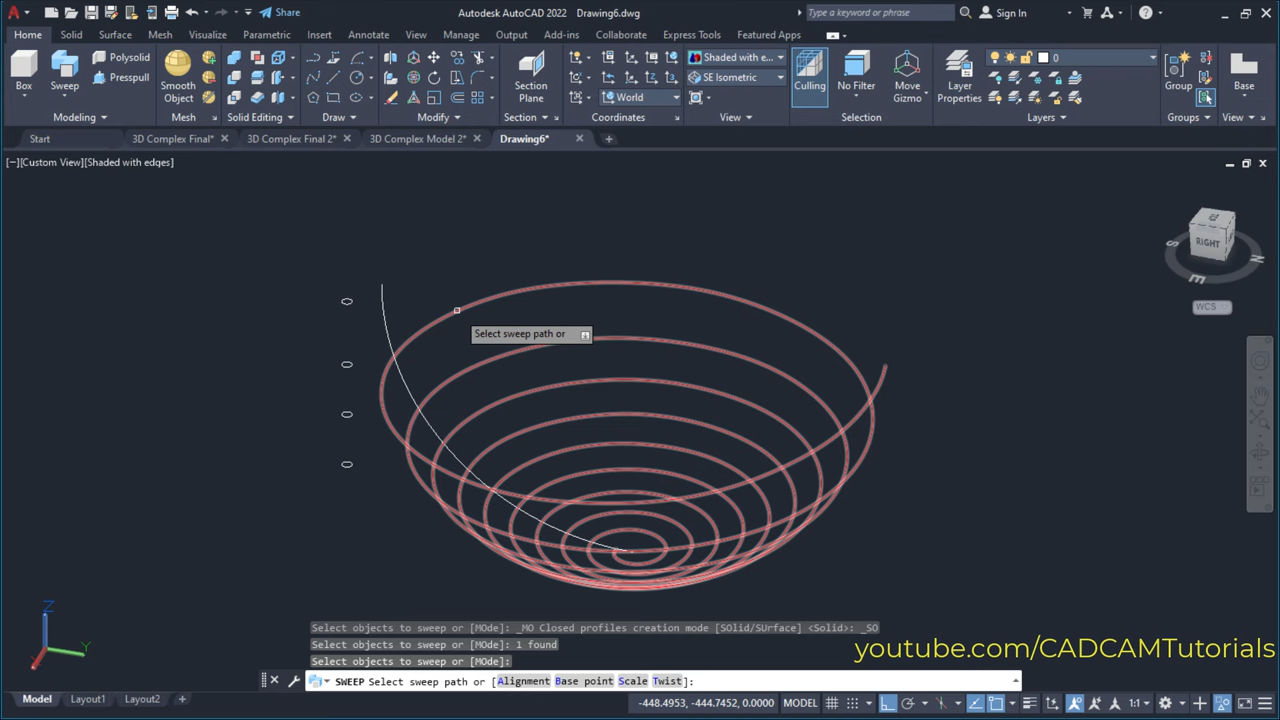 Share
Autodesk AutoCAD 2022 Drawing6.dwg
Type a keyword or phrase
Sign In
Home Solid Surface Mesh Visualize Parametric Insert Annotate View Manage Output Add-ins Collaborate Express Tools Featured Apps
Box
Sweep
Polysolid
Presspull
Smooth
Object
Section
Plane
World
Shaded with e...
SE Isometric
Culling
No Filter
Move
Gizmo
Layer
Properties
0
Group
Base
Modeling
Mesh
Solid Editing
Draw
Modify
Section
Coordinates
View
Selection
Layers
Groups
View
Start
3D Complex Final*
3D Complex Final 2*
3D Complex Model 2*
Drawing6*
[−][Custom View][Shaded with edges]
RIGHT
S
E
N
WCS
Select sweep path or
Z
Y
X
Select objects to sweep or [MOde]: _MO Closed profiles creation mode [SOlid/SUrface] <Solid>: _SO
Select objects to sweep or [MOde]: 1 found
Select objects to sweep or [MOde]:
youtube.com/CADCAMTutorials
SWEEP Select sweep path or [Alignment Base point Scale Twist]:
Model
Layout1
Layout2
-448.4953, -444.7452, 0.0000
MODEL
1:1